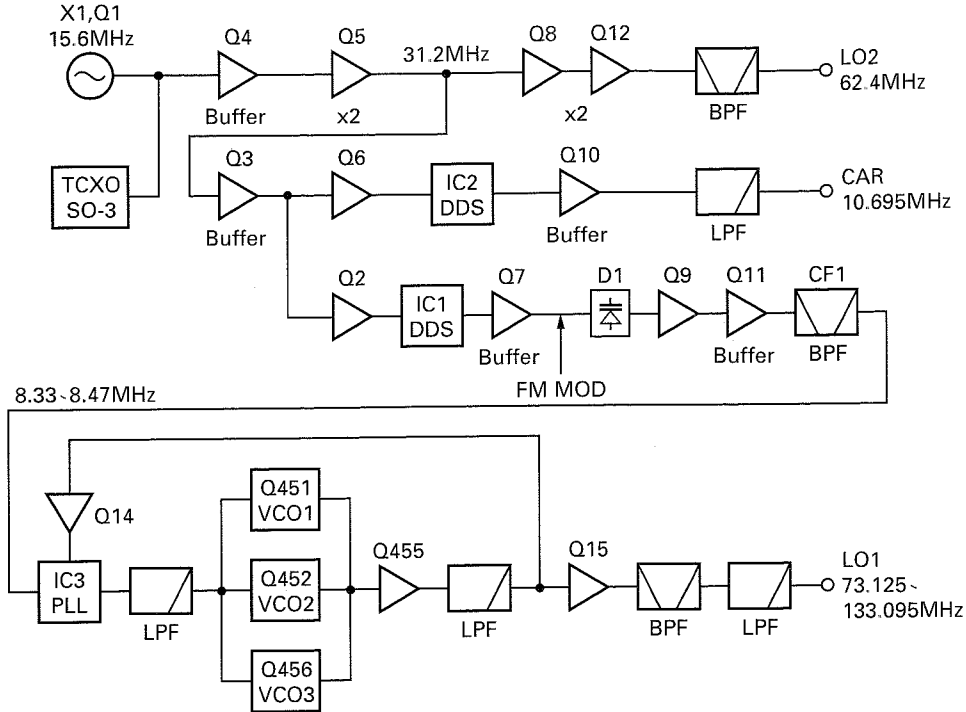 X1,Q1
15.6MHz
Q4
Buffer
Q5
x2
31.2MHz
Q8
Q12
x2
BPF
LO2
62.4MHz
TCXO
SO-3
Q3
Buffer
Q6
IC2
DDS
Q10
Buffer
LPF
CAR
10.695MHz
Q2
IC1
DDS
Q7
Buffer
FM MOD
D1
Q9
Q11
Buffer
CF1
BPF
8.33~8.47MHz
Q14
IC3
PLL
LPF
Q451
VCO1
Q452
VCO2
Q456
VCO3
Q455
LPF
Q15
BPF
LPF
LO1
73.125~
133.095MHz